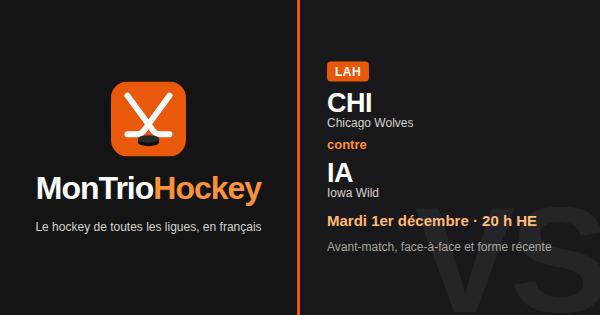 MonTrioHockey
Le hockey de toutes les ligues, en français
LAH
CHI
Chicago Wolves
contre
IA
Iowa Wild
Mardi 1er décembre · 20 h HE
Avant-match, face-à-face et forme récente
VS